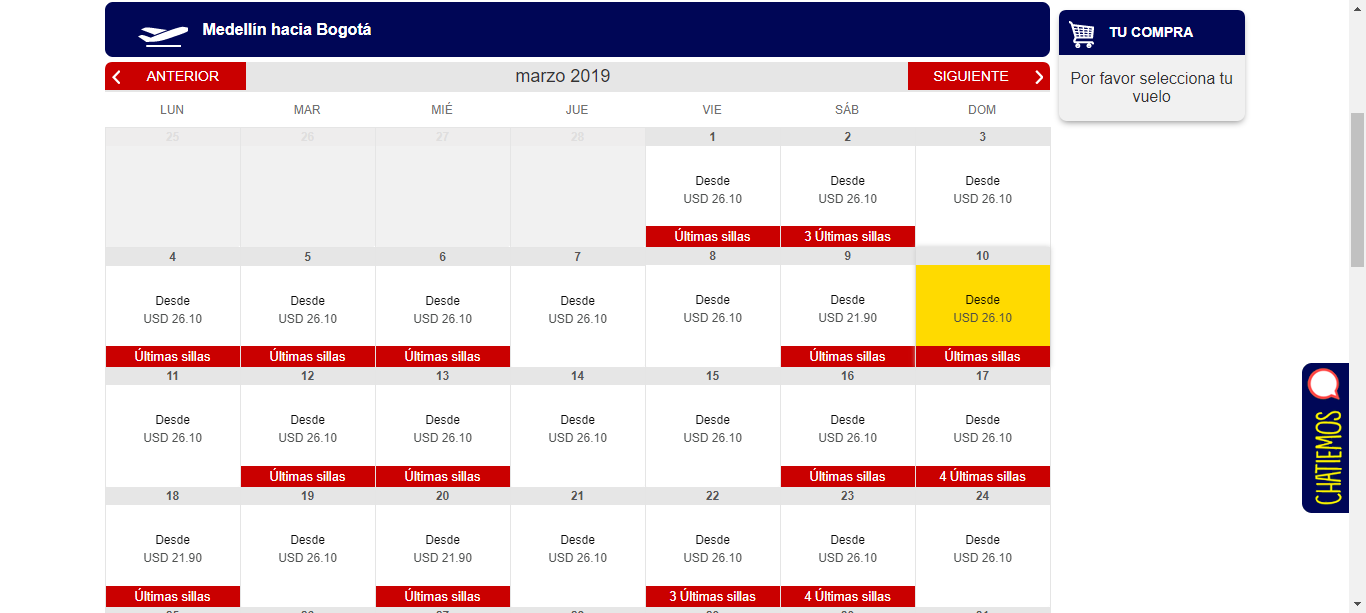 Medellín hacia Bogotá
TU COMPRA
ANTERIOR marzo 2019 SIGUIENTE
Por favor selecciona tu
vuelo
LUN MAR MIÉ JUE VIE SÁB DOM
25 26 27 28 1 2 3
Desde Desde Desde
USD 26.10 USD 26.10 USD 26.10
Últimas sillas 3 Últimas sillas
4 5 6 7 8 9 10
Desde Desde Desde Desde Desde Desde Desde
USD 26.10 USD 26.10 USD 26.10 USD 26.10 USD 26.10 USD 21.90 USD 26.10
Últimas sillas Últimas sillas Últimas sillas Últimas sillas Últimas sillas
11 12 13 14 15 16 17
Desde Desde Desde Desde Desde Desde Desde
USD 26.10 USD 26.10 USD 26.10 USD 26.10 USD 26.10 USD 26.10 USD 26.10
Últimas sillas Últimas sillas Últimas sillas 4 Últimas sillas
CHATIEMOS
18 19 20 21 22 23 24
Desde Desde Desde Desde Desde Desde Desde
USD 21.90 USD 26.10 USD 21.90 USD 26.10 USD 26.10 USD 26.10 USD 26.10
Últimas sillas Últimas sillas 3 Últimas sillas 4 Últimas sillas